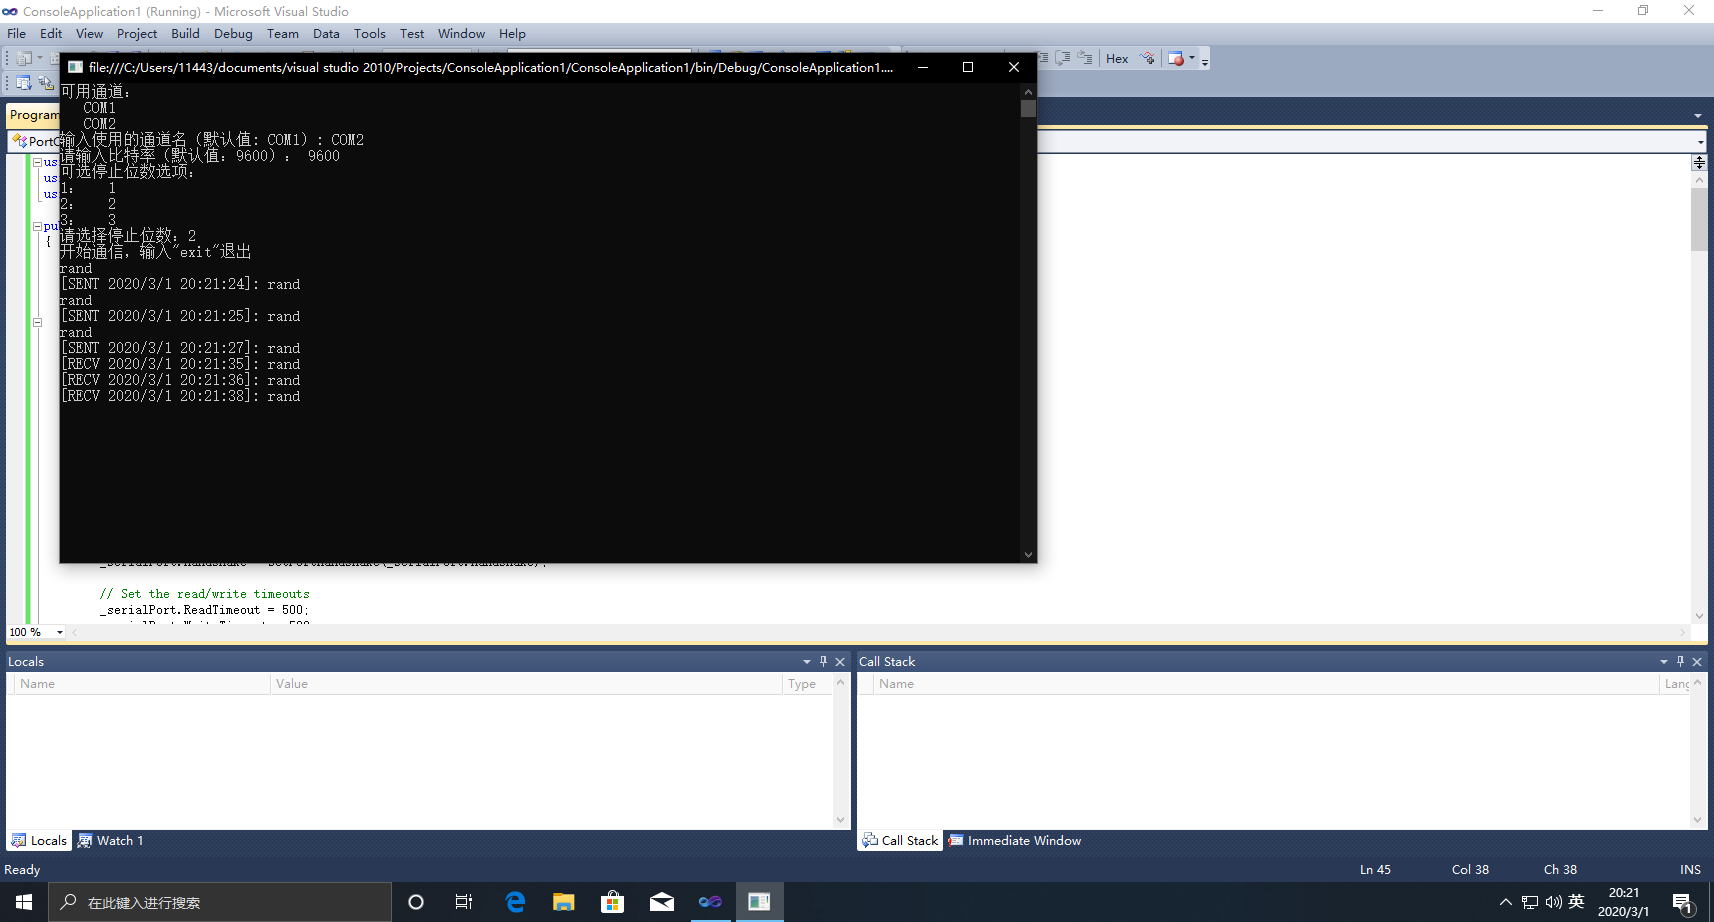 ConsoleApplication1 (Running) - Microsoft Visual Studio
File Edit View Project Build Debug Team Data Tools Test Window Help
Hex
file:///C:/Users/11443/documents/visual studio 2010/Projects/ConsoleApplication1/ConsoleApplication1/bin/Debug/ConsoleApplication1....
Program
PortC
us
us
us
pu
{
可用通道：
COM1
COM2
输入使用的通道名（默认值: COM1）: COM2
请输入比特率（默认值：9600）： 9600
可选停止位数选项：
1: 1
2: 2
3: 3
请选择停止位数：2
开始通信，输入"exit"退出
rand
[SENT 2020/3/1 20:21:24]: rand
rand
[SENT 2020/3/1 20:21:25]: rand
rand
[SENT 2020/3/1 20:21:27]: rand
[RECV 2020/3/1 20:21:35]: rand
[RECV 2020/3/1 20:21:36]: rand
[RECV 2020/3/1 20:21:38]: rand
// Set the read/write timeouts
_serialPort.ReadTimeout = 500;
100 %
Locals
Name Value Type
Call Stack
Name Lang
Locals Watch 1
Call Stack Immediate Window
Ready Ln 45 Col 38 Ch 38 INS
在此键入进行搜索
英
20:21
2020/3/1
1